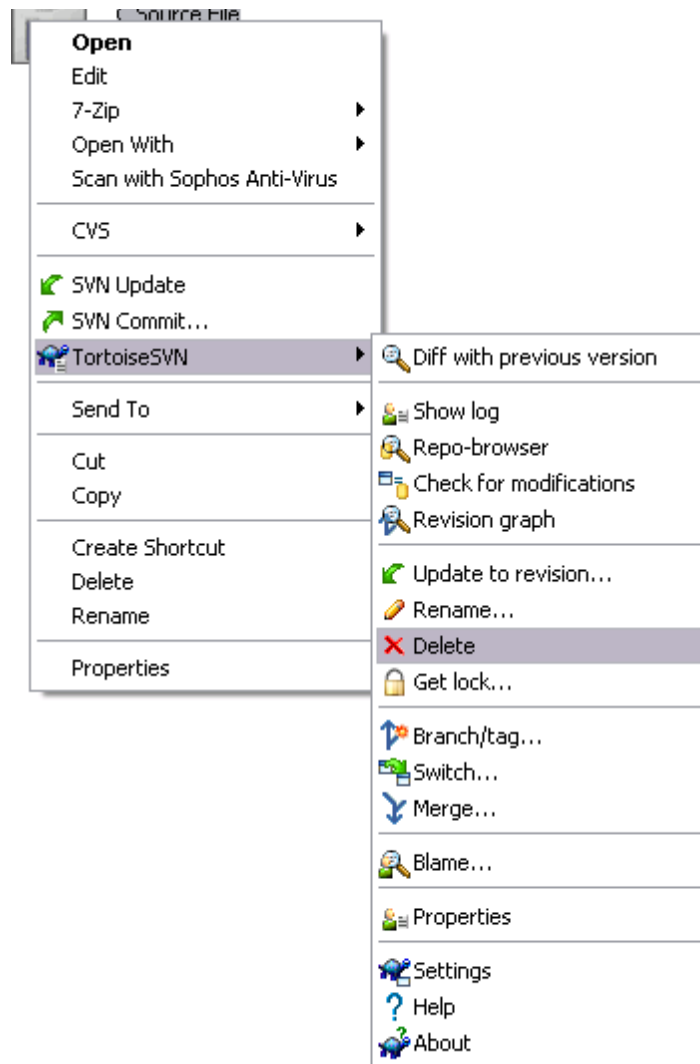 C Source File
Open
Edit
7-Zip
Open With
Scan with Sophos Anti-Virus
CVS
SVN Update
SVN Commit...
TortoiseSVN
Send To
Cut
Copy
Create Shortcut
Delete
Rename
Properties
Diff with previous version
Show log
Repo-browser
Check for modifications
Revision graph
Update to revision...
Rename...
Delete
Get lock...
Branch/tag...
Switch...
Merge...
Blame...
Properties
Settings
Help
About